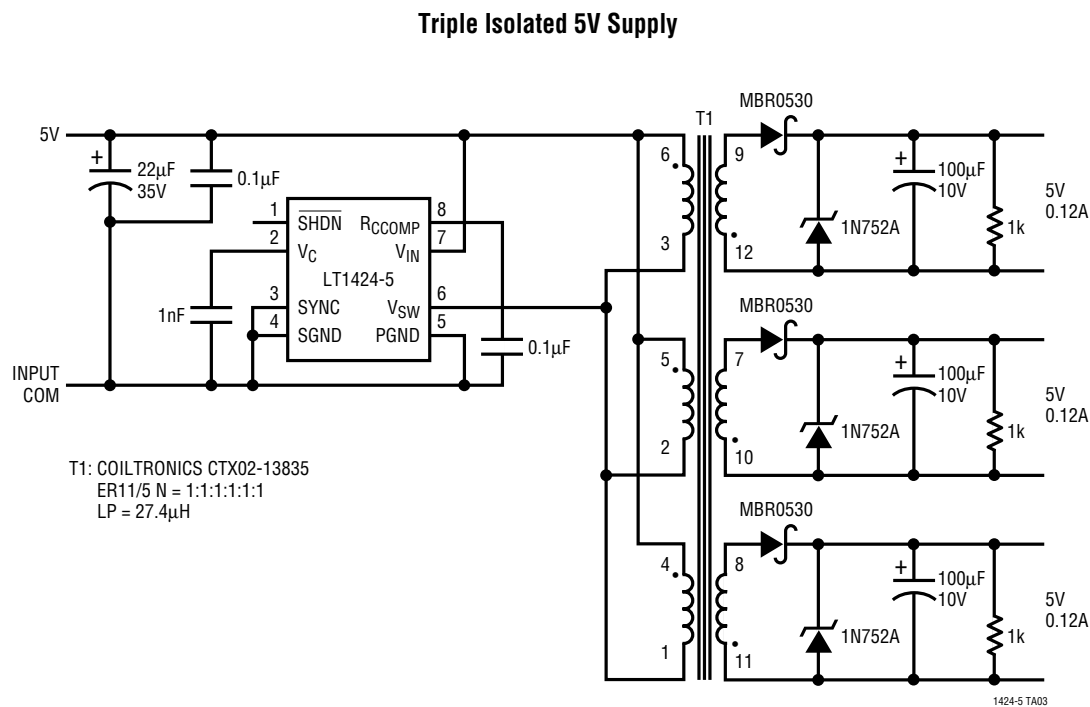 Triple Isolated 5V Supply
5V
+
22µF
35V
0.1µF
1
2
3
4
SHDN
VC
SYNC
SGND
LT1424-5
RCCOMP
VIN
VSW
PGND
8
7
6
5
1nF
0.1µF
INPUT
COM
T1: COILTRONICS CTX02-13835
ER11/5 N = 1:1:1:1:1:1
LP = 27.4µH
T1
6
3
9
12
MBR0530
1N752A
+
100µF
10V
1k
5V
0.12A
5
2
7
10
MBR0530
1N752A
+
100µF
10V
1k
5V
0.12A
4
1
8
11
MBR0530
1N752A
+
100µF
10V
1k
5V
0.12A
1424-5 TA03